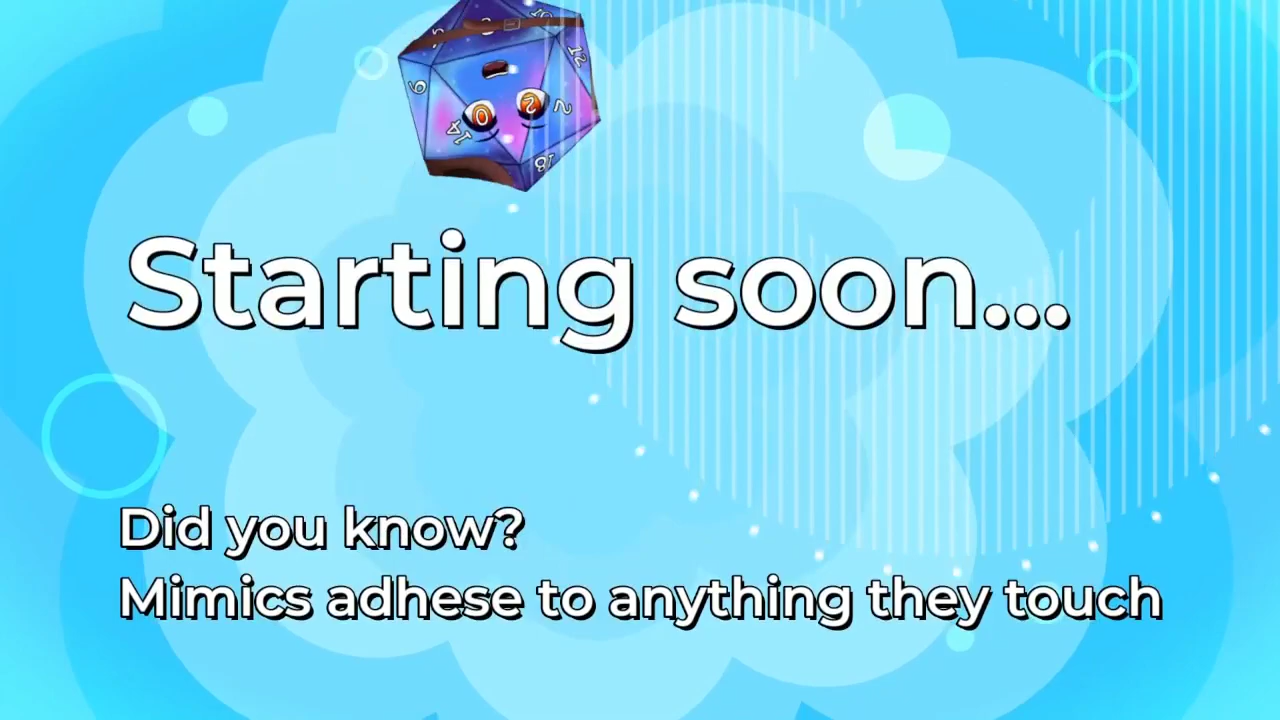 Starting soon...
Did you know?
Mimics adhese to anything they touch